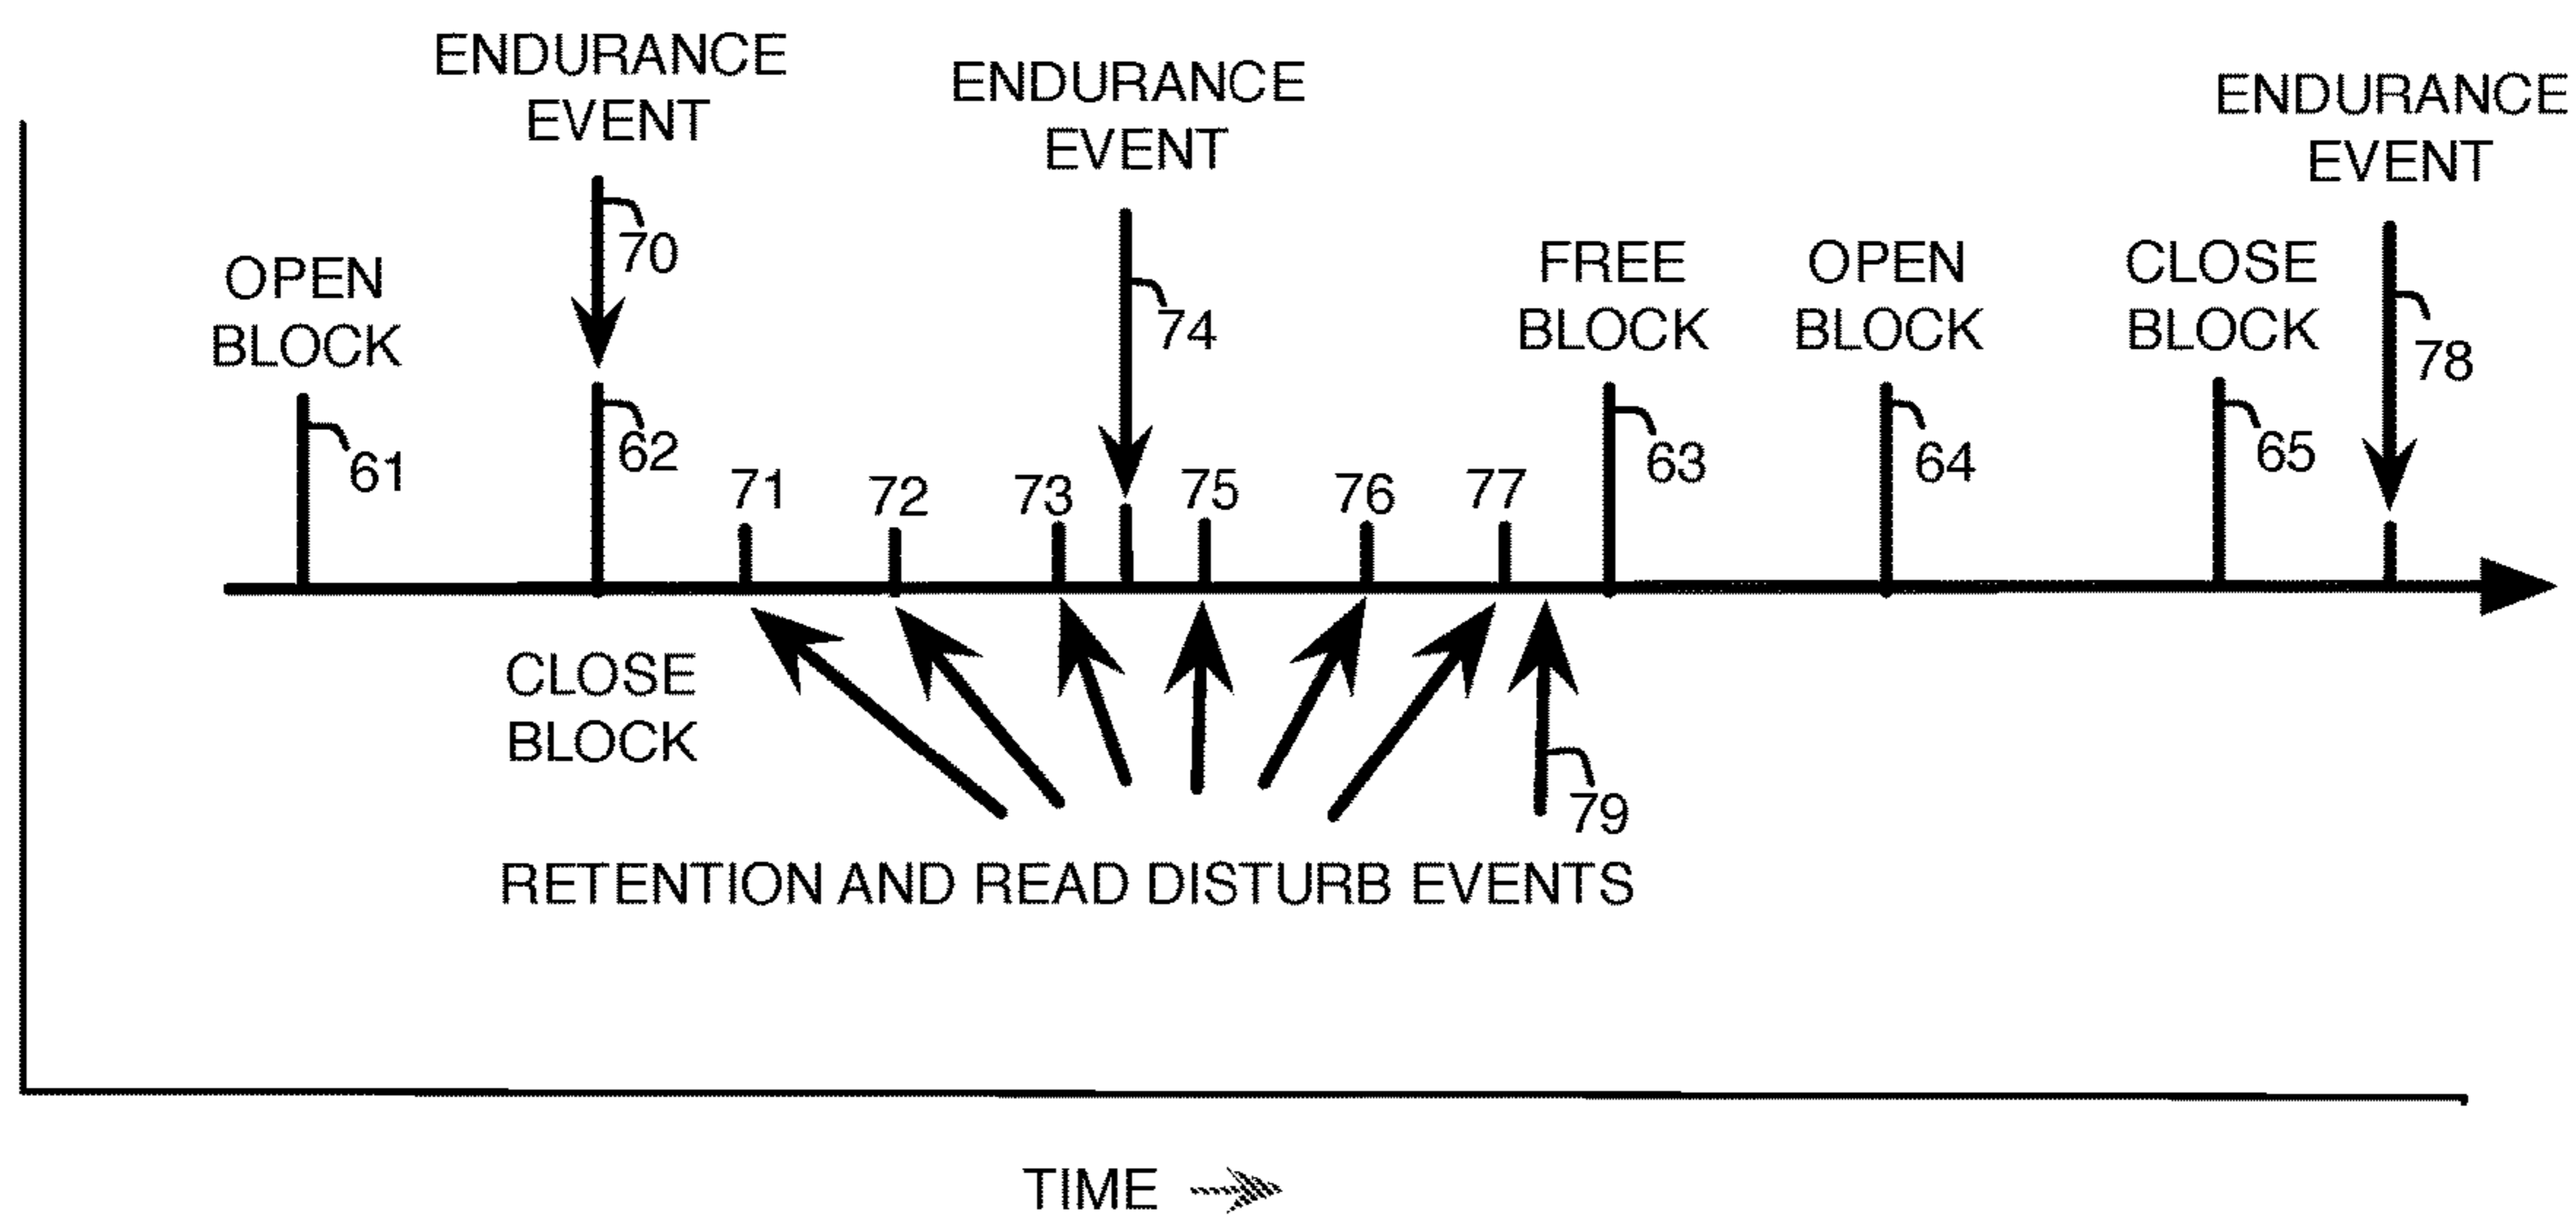 ENDURANCE
EVENT
ENDURANCE
EVENT
ENDURANCE
EVENT
70
OPEN
BLOCK
74
FREE
BLOCK
OPEN
BLOCK
CLOSE
BLOCK
78
61
62
63
64
65
71
72
73
75
76
77
CLOSE
BLOCK
79
RETENTION AND READ DISTURB EVENTS
TIME